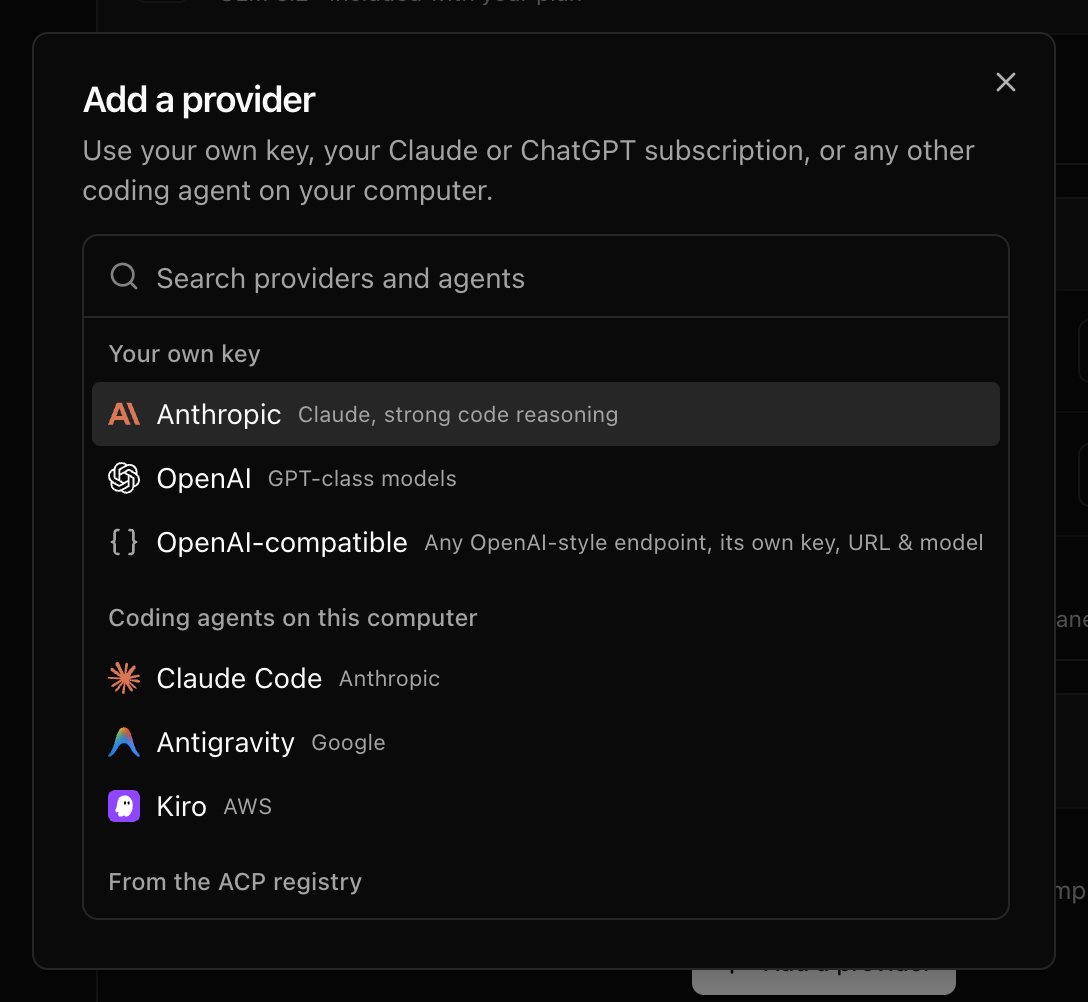 Add a provider
Use your own key, your Claude or ChatGPT subscription, or any other
coding agent on your computer.
Search providers and agents
Your own key
Anthropic Claude, strong code reasoning
OpenAI GPT-class models
OpenAI-compatible Any OpenAI-style endpoint, its own key, URL & model
Coding agents on this computer
Claude Code Anthropic
Antigravity Google
Kiro AWS
From the ACP registry